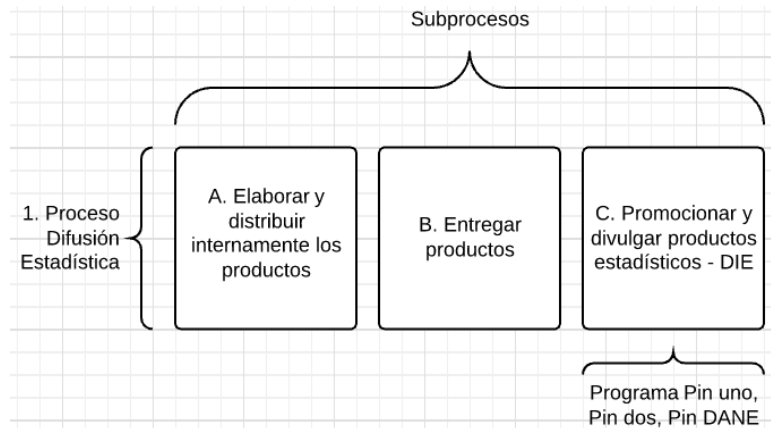 Subprocesos
1. Proceso
Difusión
Estadística
A. Elaborar y
distribuir
internamente los
productos
B. Entregar
productos
C. Promocionar y
divulgar productos
estadísticos - DIE
Programa Pin uno,
Pin dos, Pin DANE